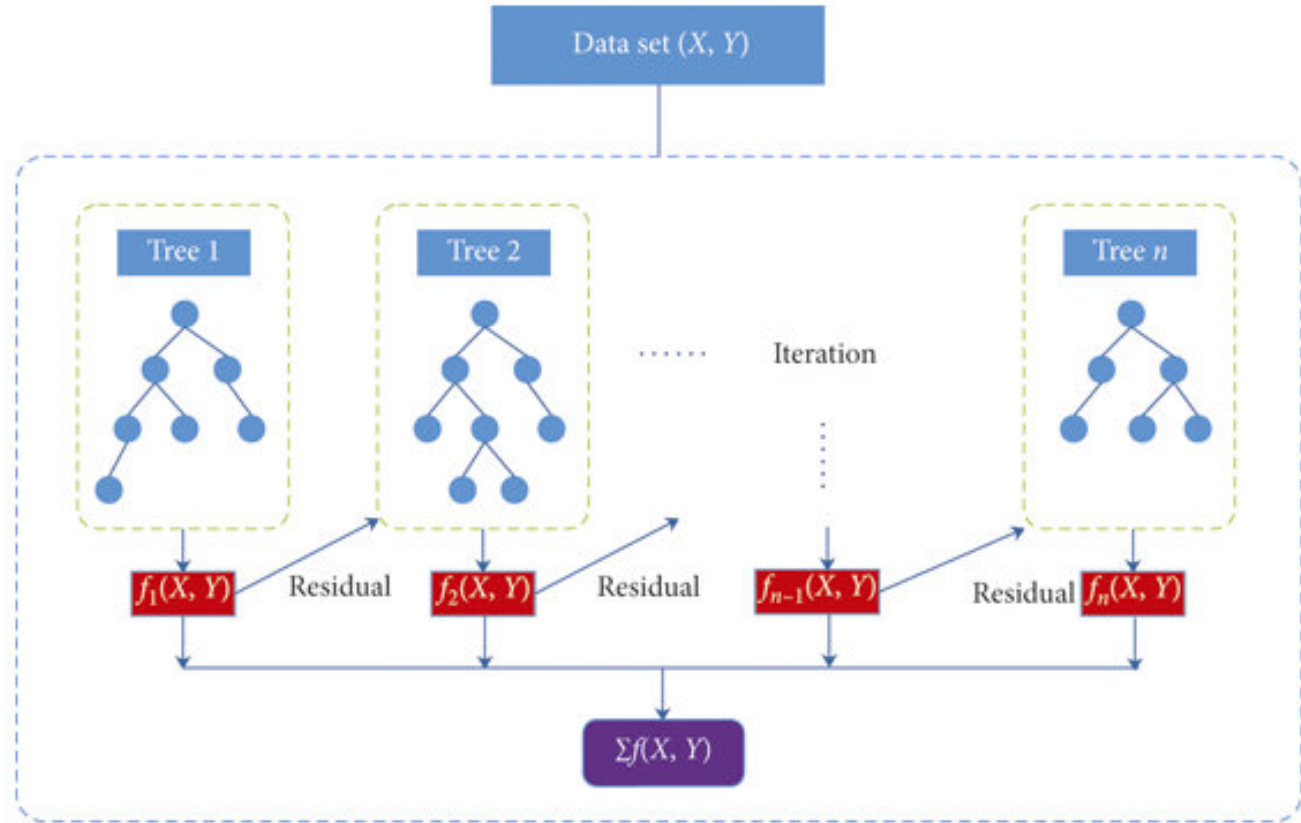 Data set (X, Y)
Tree 1
Tree 2
Tree n
Iteration
f₁(X, Y)
Residual
f₂(X, Y)
Residual
fₙ₋₁(X, Y)
Residual
fₙ(X, Y)
Σf(X, Y)